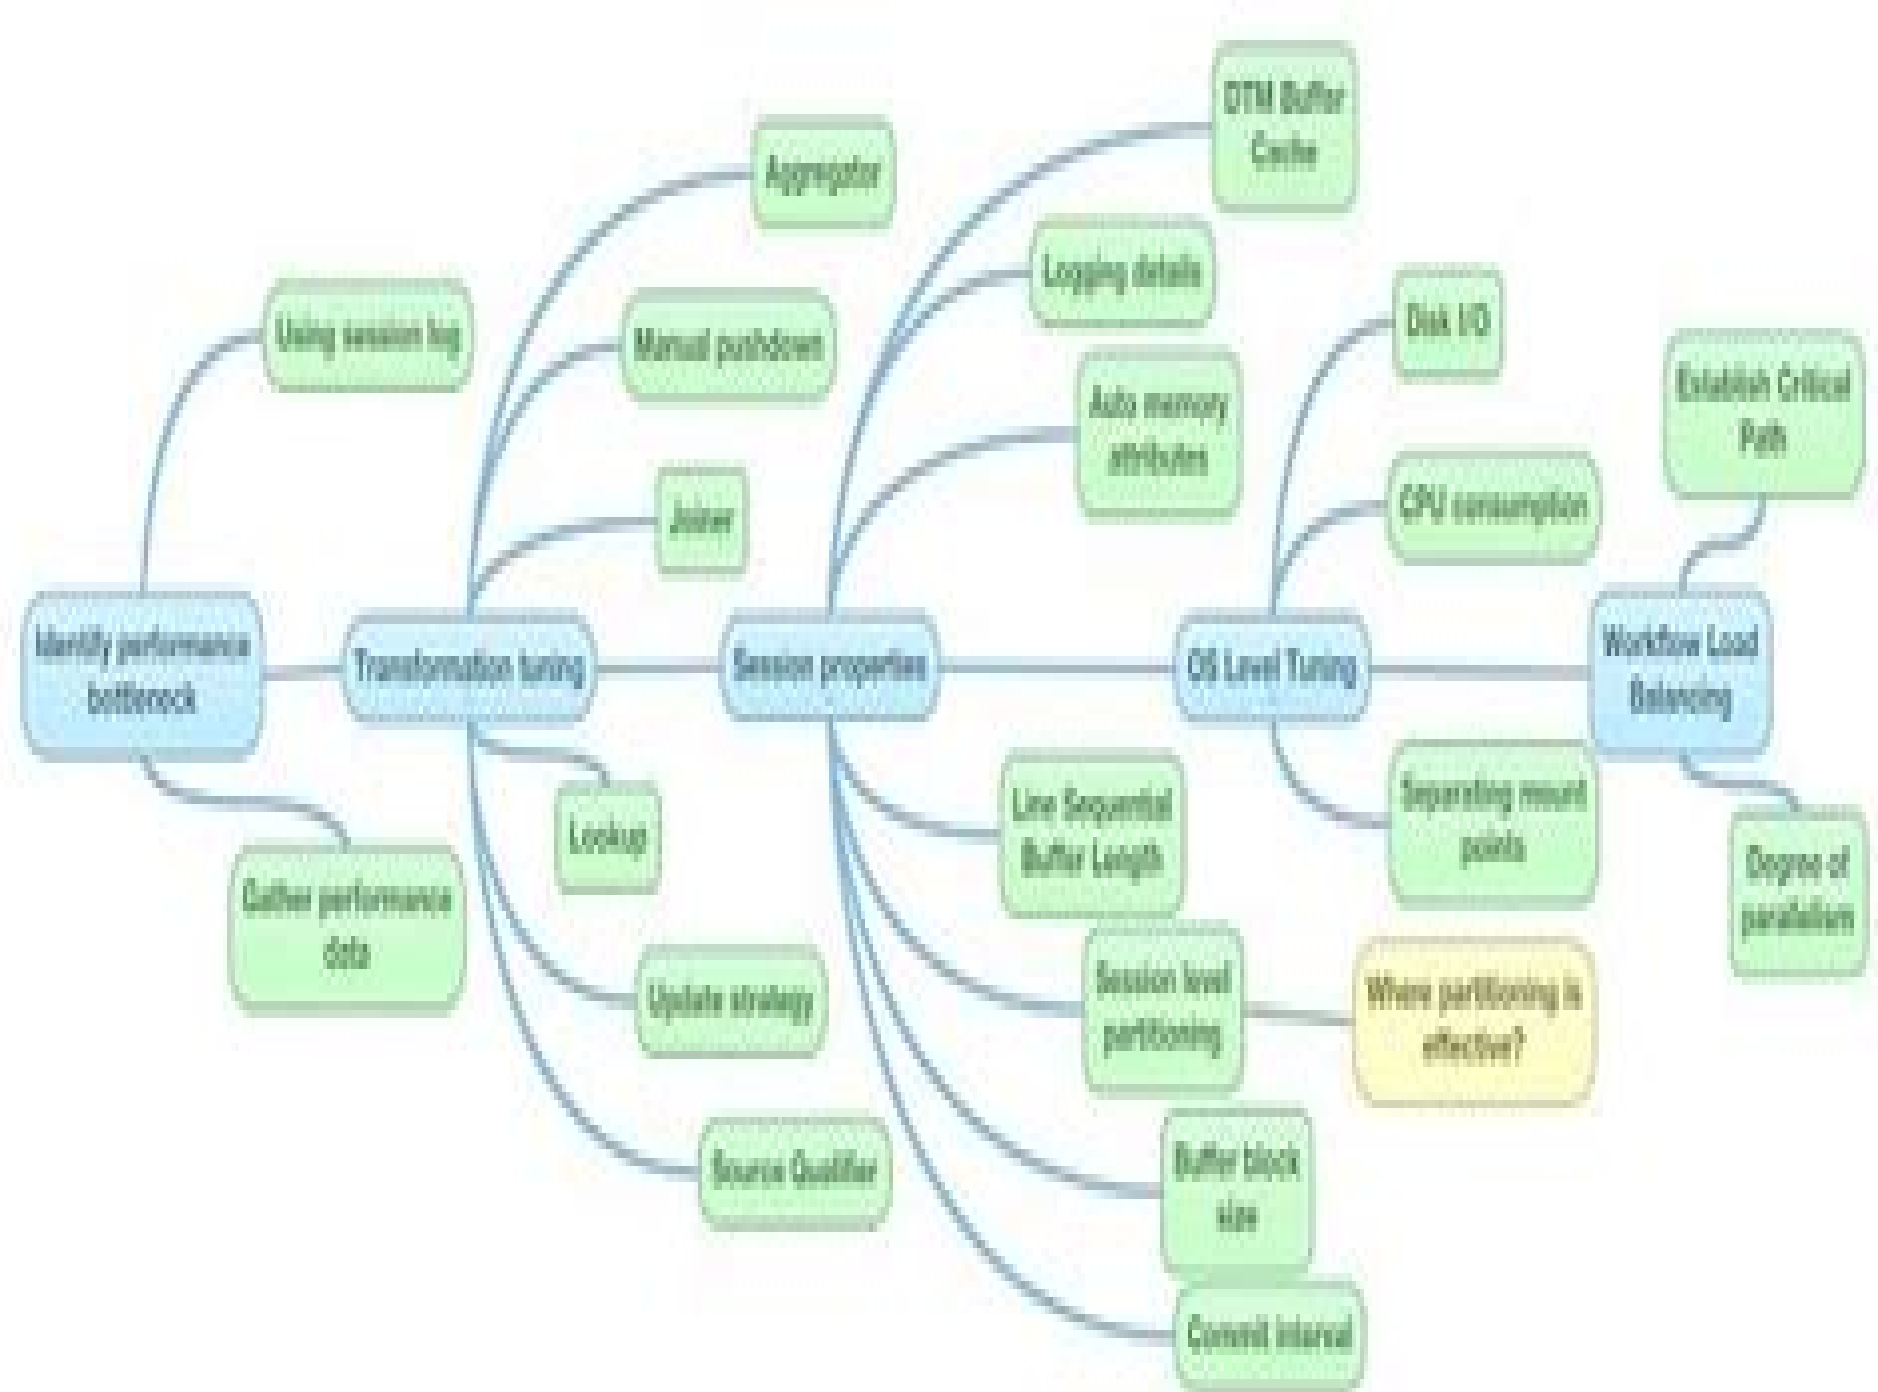 Using session log
Identify performance
bottleneck
Gather performance
data
Aggregator
Manual pushdown
Joiner
Transformation tuning
Lookup
Update strategy
Source Qualifier
DTM Buffer
Cache
Logging details
Auto memory
attributes
Session properties
Line Sequential
Buffer Length
Session level
partitioning
Where partitioning is
effective?
Buffer block
size
Commit interval
Disk I/O
CPU consumption
OS Level Tuning
Separating mount
points
Establish Critical
Path
Workflow Load
Balancing
Degree of
parallelism